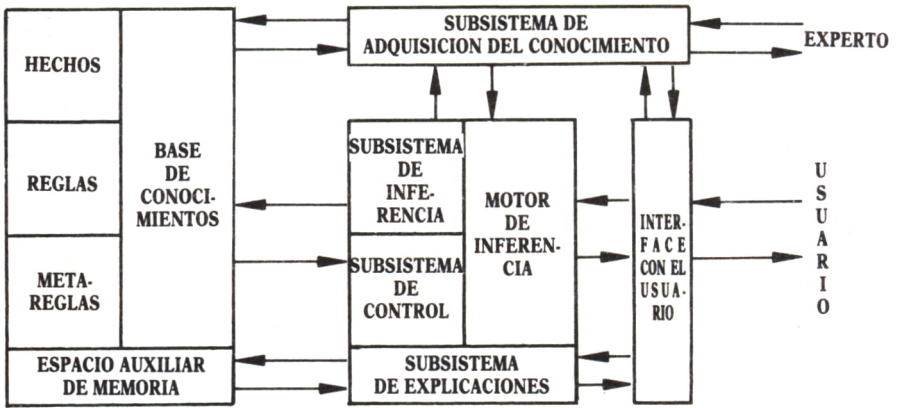 SUBSISTEMA DE
ADQUISICION DEL CONOCIMIENTO
EXPERTO
HECHOS
REGLAS
META-
REGLAS
BASE
DE
CONOCI-
MIENTOS
ESPACIO AUXILIAR
DE MEMORIA
SUBSISTEMA
DE
INFE-
RENCIA
SUBSISTEMA
DE
CONTROL
MOTOR
DE
INFEREN-
CIA
SUBSISTEMA
DE EXPLICACIONES
INTER-
FACE
CON EL
USUA-
RIO
USUARIO